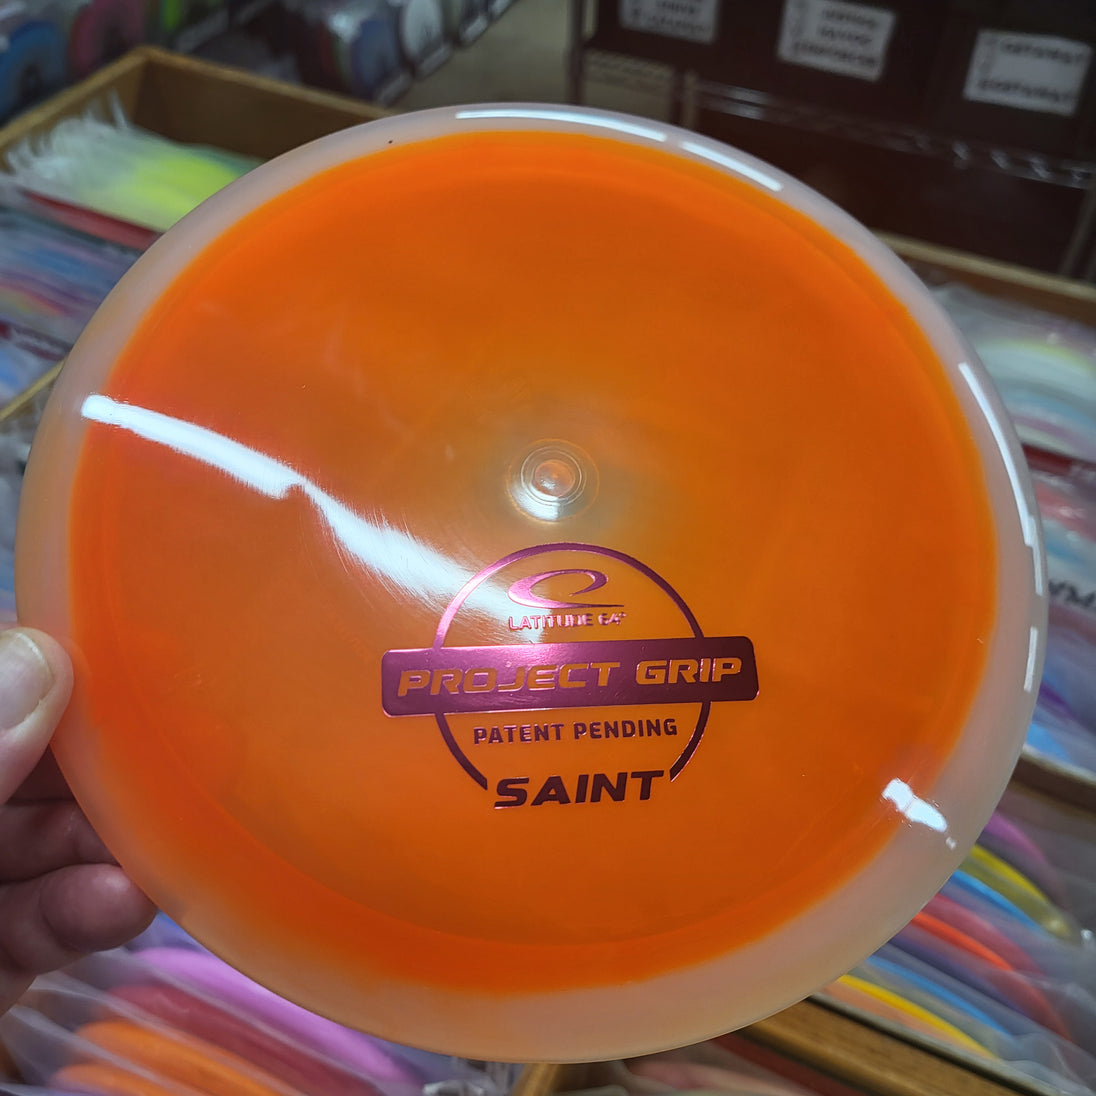 LATITUDE 64°
PROJECT GRIP
PATENT PENDING
SAINT